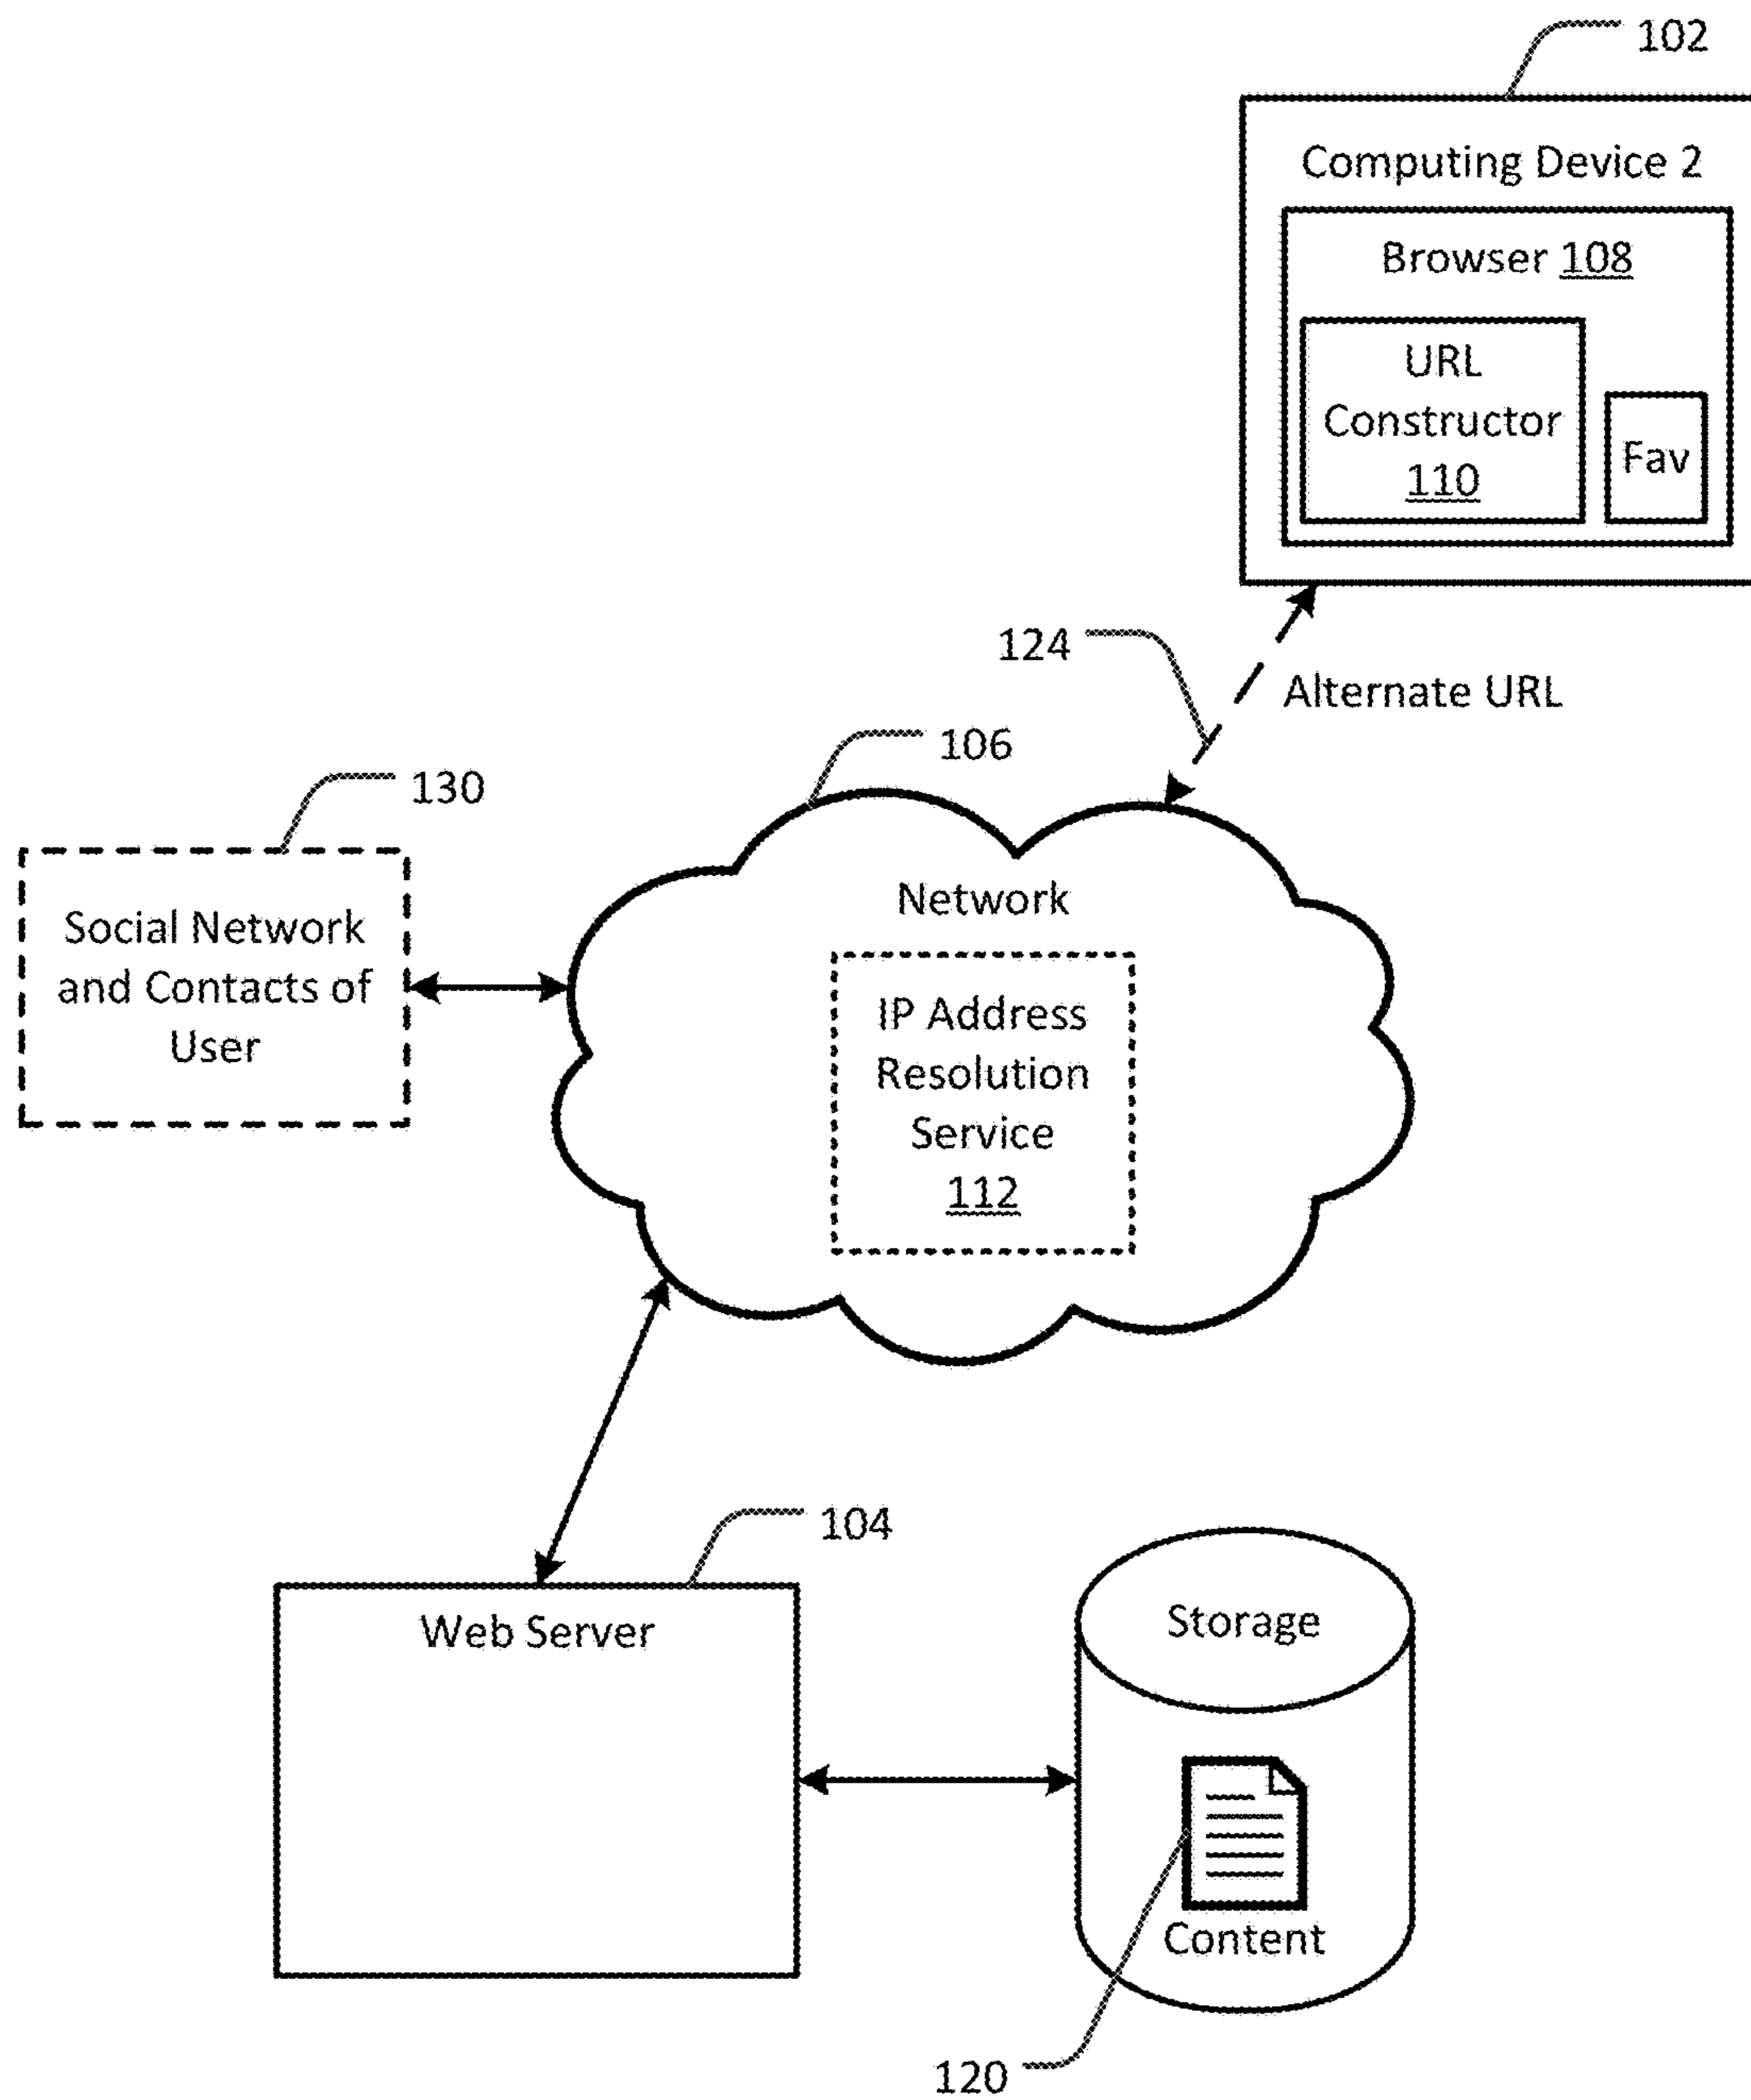 102
Computing Device 2
Browser 108
URL
Constructor
110
Fav
124
Alternate URL
106
130
Network
Social Network
and Contacts of
User
IP Address
Resolution
Service
112
104
Web Server
Storage
Content
120